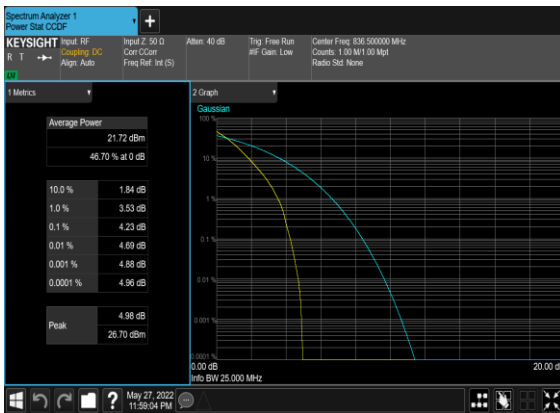 Spectrum Analyzer 1
Power Stat CCDF
KEYSIGHT
R T
LV
Input: RF
Coupling: DC
Align: Auto
Input Z: 50 Ω
Corr CCorr
Freq Ref: Int (S)
Atten: 40 dB
Trig: Free Run
#IF Gain: Low
Center Freq: 836.500000 MHz
Counts: 1.00 M/1.00 Mpt
Radio Std: None
1 Metrics
Average Power
21.72 dBm
46.70 % at 0 dB
10.0 % 1.84 dB
1.0 % 3.53 dB
0.1 % 4.23 dB
0.01 % 4.69 dB
0.001 % 4.88 dB
0.0001 % 4.96 dB
Peak
4.98 dB
26.70 dBm
2 Graph
Gaussian
100 %
10 %
1 %
0.1 %
0.01 %
0.001 %
0.0001 %
0.00 dB
20.00 d
Info BW 25.000 MHz
?
May 27, 2022
11:59:04 PM